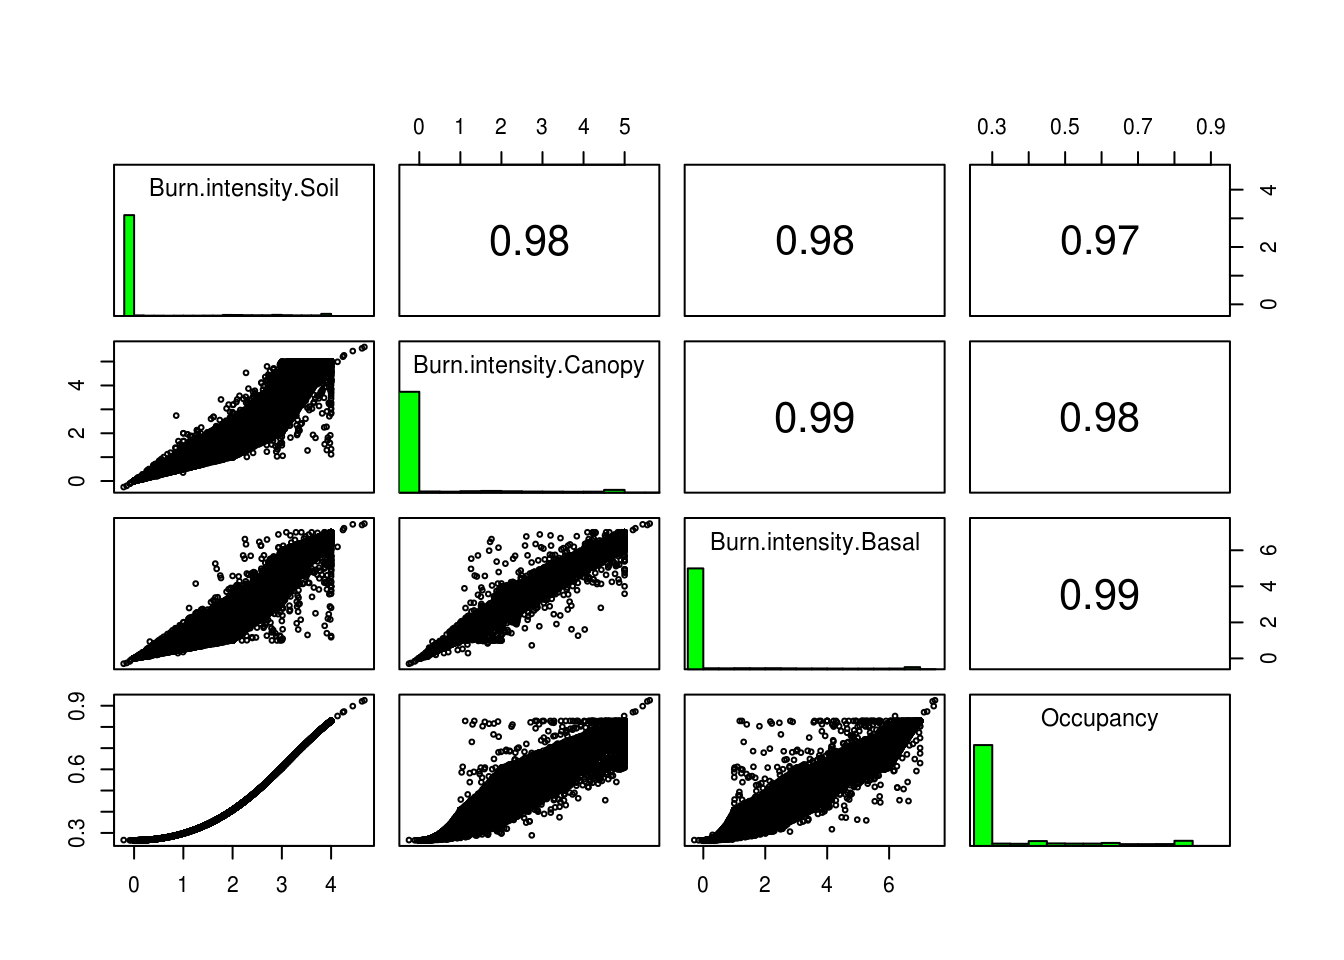 0 1 2 3 4 5
0.3 0.5 0.7 0.9
Burn.intensity.Soil
0.98
0.98
0.97
0 2 4
0 2 4
Burn.intensity.Canopy
0.99
0.98
Burn.intensity.Basal
0.99
0 2 4 6
0.3 0.6 0.9
Occupancy
0 1 2 3 4
0 2 4 6